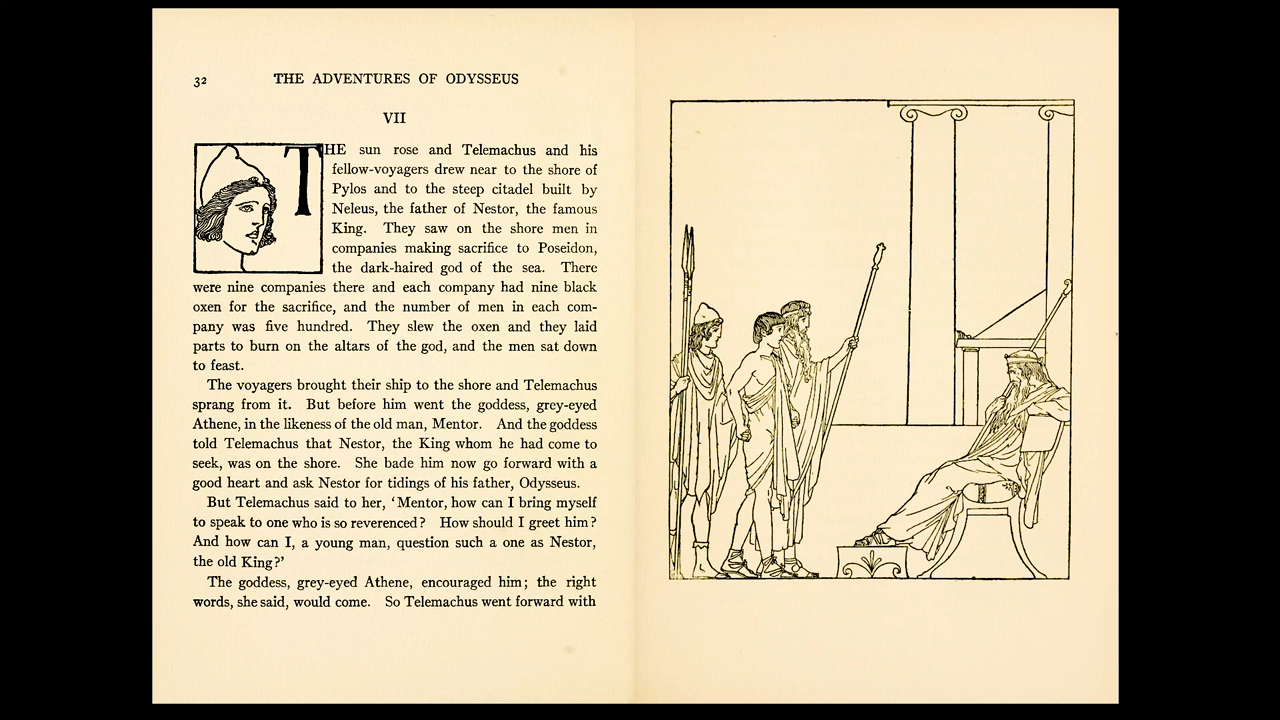 32 THE ADVENTURES OF ODYSSEUS
VII
THE sun rose and Telemachus and his
fellow-voyagers drew near to the shore of
Pylos and to the steep citadel built by
Neleus, the father of Nestor, the famous
King. They saw on the shore men in
companies making sacrifice to Poseidon,
the dark-haired god of the sea. There
were nine companies there and each company had nine black
oxen for the sacrifice, and the number of men in each com-
pany was five hundred. They slew the oxen and they laid
parts to burn on the altars of the god, and the men sat down
to feast.
The voyagers brought their ship to the shore and Telemachus
sprang from it. But before him went the goddess, grey-eyed
Athene, in the likeness of the old man, Mentor. And the goddess
told Telemachus that Nestor, the King whom he had come to
seek, was on the shore. She bade him now go forward with a
good heart and ask Nestor for tidings of his father, Odysseus.
But Telemachus said to her, ‘Mentor, how can I bring myself
to speak to one who is so reverenced? How should I greet him?
And how can I, a young man, question such a one as Nestor,
the old King?’
The goddess, grey-eyed Athene, encouraged him; the right
words, she said, would come. So Telemachus went forward with